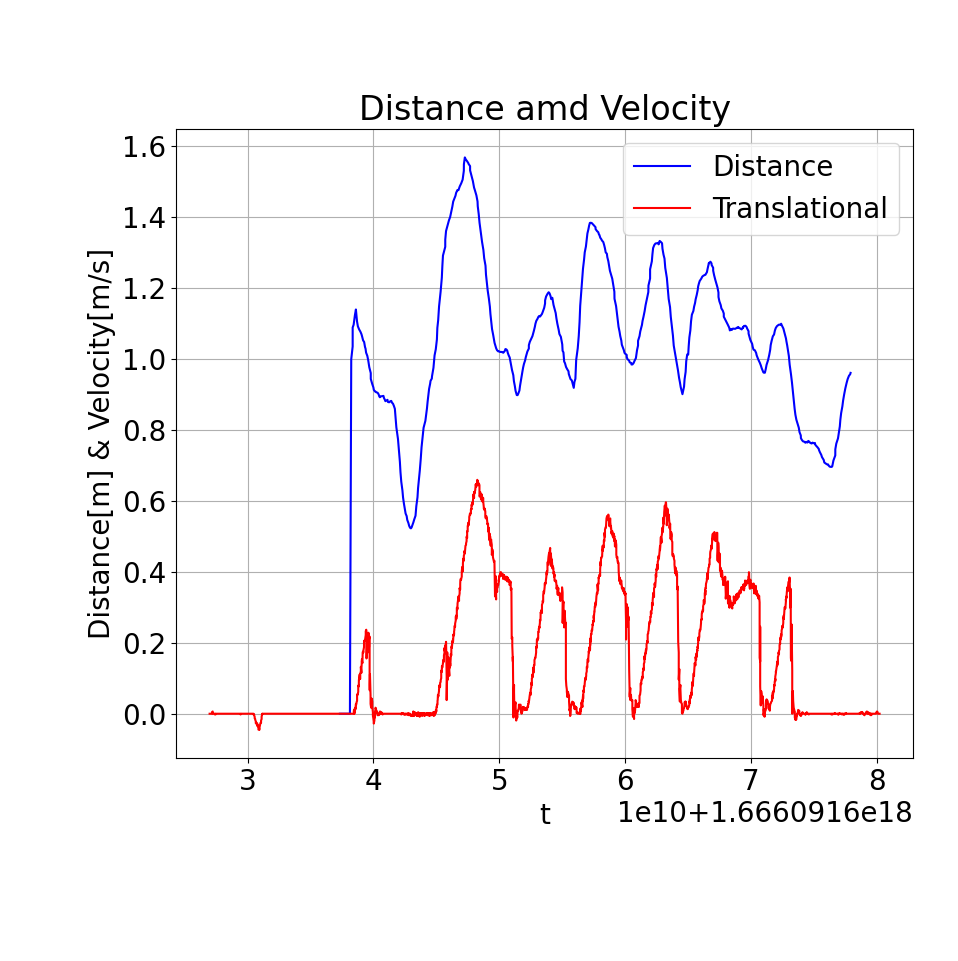 Distance amd Velocity
Distance
Translational
Distance[m] & Velocity[m/s]
1.6
1.4
1.2
1.0
0.8
0.6
0.4
0.2
0.0
3 4 5 6 7 8
t
1e10+1.6660916e18